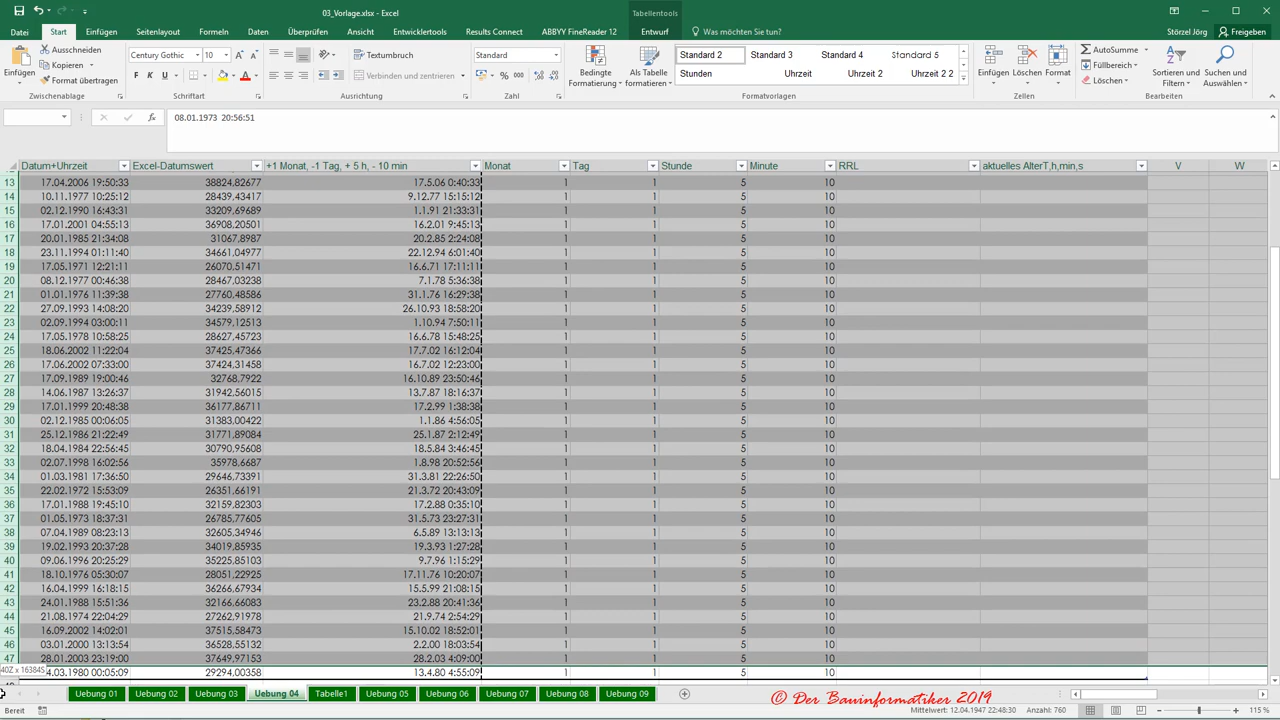 03_Vorlage.xlsx - Excel
Tabellentools
Störzel Jörg
Datei Start Einfügen Seitenlayout Formeln Daten Überprüfen Ansicht Entwicklertools Results Connect ABBYY FineReader 12 Entwurf Was möchten Sie tun? Freigeben
Einfügen
Ausschneiden
Kopieren
Format übertragen
Century Gothic 10
F K U
Textumbruch
Verbinden und zentrieren
Standard
% 000
Bedingte Formatierung
Als Tabelle formatieren
Standard 2 Standard 3 Standard 4 Standard 5
Stunden Uhrzeit Uhrzeit 2 Uhrzeit 2 2
Einfügen Löschen Format
AutoSumme
Füllbereich
Löschen
Sortieren und Filtern
Suchen und Auswählen
Zwischenablage Schriftart Ausrichtung Zahl Formatvorlagen Zellen Bearbeiten
fx 08.01.1973 20:56:51
Datum+Uhrzeit Excel-Datumswert +1 Monat, -1 Tag, + 5 h, - 10 min Monat Tag Stunde Minute RRL aktuelles AlterT,h,min,s V W
13 17.04.2006 19:50:33 38824,82677 17.5.06 0:40:33 1 1 5 10
14 10.11.1977 10:25:12 28439,43417 9.12.77 15:15:12 1 1 5 10
15 02.12.1990 16:43:31 33209,69689 1.1.91 21:33:31 1 1 5 10
16 17.01.2001 04:55:13 36908,20501 16.2.01 9:45:13 1 1 5 10
17 20.01.1985 21:34:08 31067,8987 20.2.85 2:24:08 1 1 5 10
18 23.11.1994 01:11:40 34661,04977 22.12.94 6:01:40 1 1 5 10
19 17.05.1971 12:21:11 26070,51471 16.6.71 17:11:11 1 1 5 10
20 08.12.1977 00:46:38 28467,03238 7.1.78 5:36:38 1 1 5 10
21 01.01.1976 11:39:38 27760,48586 31.1.76 16:29:38 1 1 5 10
22 27.09.1993 14:08:20 34239,58912 26.10.93 18:58:20 1 1 5 10
23 02.09.1994 03:00:11 34579,12513 1.10.94 7:50:11 1 1 5 10
24 17.05.1978 10:58:25 28627,45723 16.6.78 15:48:25 1 1 5 10
25 18.06.2002 11:22:04 37425,47366 17.7.02 16:12:04 1 1 5 10
26 17.06.2002 07:33:00 37424,31458 16.7.02 12:23:00 1 1 5 10
27 17.09.1989 19:00:46 32768,7922 16.10.89 23:50:46 1 1 5 10
28 14.06.1987 13:26:37 31942,56015 13.7.87 18:16:37 1 1 5 10
29 17.01.1999 20:48:38 36177,86711 17.2.99 1:38:38 1 1 5 10
30 02.12.1985 00:06:05 31383,00422 1.1.86 4:56:05 1 1 5 10
31 25.12.1986 21:22:49 31771,89084 25.1.87 2:12:49 1 1 5 10
32 18.04.1984 22:56:45 30790,95608 18.5.84 3:46:45 1 1 5 10
33 02.07.1998 16:02:56 35978,6687 1.8.98 20:52:56 1 1 5 10
34 01.03.1981 17:36:50 29646,73391 31.3.81 22:26:50 1 1 5 10
35 22.02.1972 15:53:09 26351,66191 21.3.72 20:43:09 1 1 5 10
36 17.01.1988 19:45:10 32159,82303 17.2.88 0:35:10 1 1 5 10
37 01.05.1973 18:37:31 26785,77605 31.5.73 23:27:31 1 1 5 10
38 07.04.1989 08:23:13 32605,34946 6.5.89 13:13:13 1 1 5 10
39 19.02.1993 20:37:28 34019,85935 19.3.93 1:27:28 1 1 5 10
40 09.06.1996 20:25:29 35225,85103 9.7.96 1:15:29 1 1 5 10
41 18.10.1976 05:30:07 28051,22925 17.11.76 10:20:07 1 1 5 10
42 16.04.1999 16:18:15 36266,67934 15.5.99 21:08:15 1 1 5 10
43 24.01.1988 15:51:36 32166,66083 23.2.88 20:41:36 1 1 5 10
44 21.08.1974 22:04:29 27262,91978 21.9.74 2:54:29 1 1 5 10
45 16.09.2002 14:02:01 37515,58473 15.10.02 18:52:01 1 1 5 10
46 03.01.2000 13:13:54 36528,55132 2.2.00 18:03:54 1 1 5 10
47 28.01.2003 23:19:00 37649,97153 28.2.03 4:09:00 1 1 5 10
40Z x 16384S 4.03.1980 00:05:09 29294,00358 13.4.80 4:55:09 1 1 5 10
Uebung 01 Uebung 02 Uebung 03 Uebung 04 Tabelle1 Uebung 05 Uebung 06 Uebung 07 Uebung 08 Uebung 09
© Der Bauinformatiker 2019
Bereit Mittelwert: 12.04.1947 22:48:30 Anzahl: 760 115 %